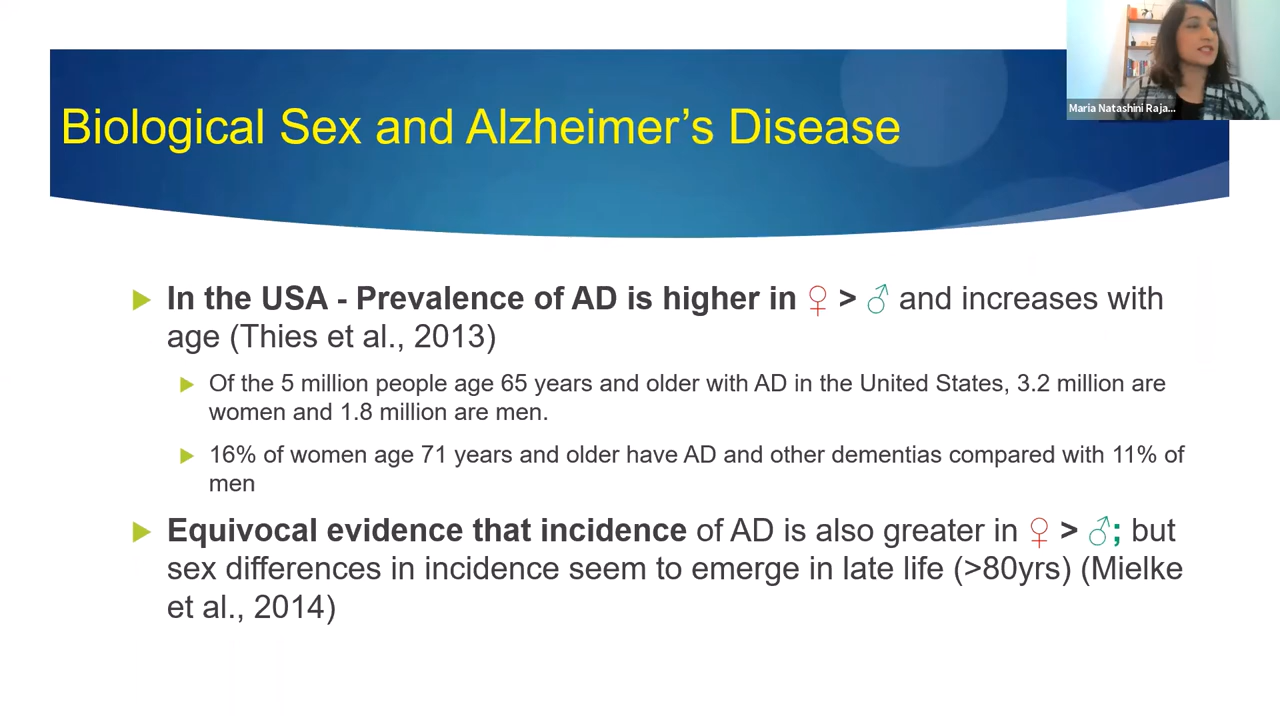 Maria Natashini Raja...
Biological Sex and Alzheimer's Disease
In the USA - Prevalence of AD is higher in ♀ > ♂ and increases with
age (Thies et al., 2013)
Of the 5 million people age 65 years and older with AD in the United States, 3.2 million are
women and 1.8 million are men.
16% of women age 71 years and older have AD and other dementias compared with 11% of
men
Equivocal evidence that incidence of AD is also greater in ♀ > ♂; but
sex differences in incidence seem to emerge in late life (>80yrs) (Mielke
et al., 2014)